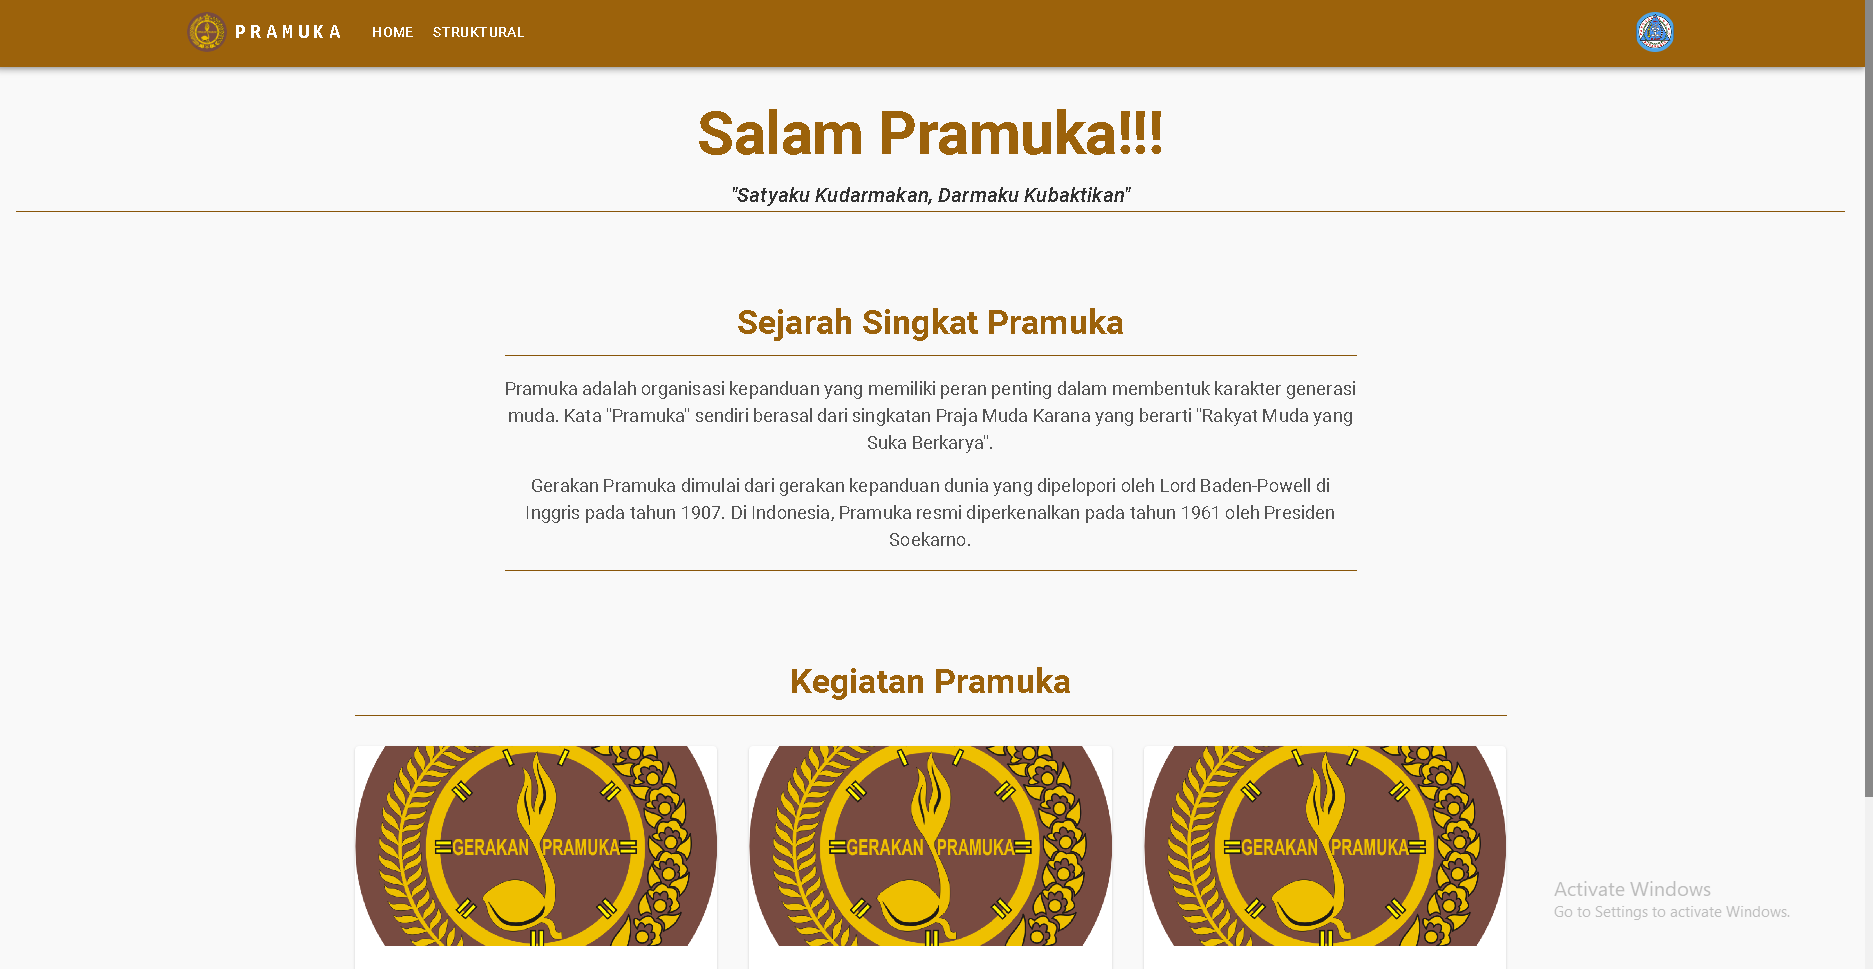 PRAMUKA
HOME
STRUKTURAL
Salam Pramuka!!!
"Satyaku Kudarmakan, Darmaku Kubaktikan"
Sejarah Singkat Pramuka
Pramuka adalah organisasi kepanduan yang memiliki peran penting dalam membentuk karakter generasi
muda. Kata "Pramuka" sendiri berasal dari singkatan Praja Muda Karana yang berarti "Rakyat Muda yang
Suka Berkarya".
Gerakan Pramuka dimulai dari gerakan kepanduan dunia yang dipelopori oleh Lord Baden-Powell di
Inggris pada tahun 1907. Di Indonesia, Pramuka resmi diperkenalkan pada tahun 1961 oleh Presiden
Soekarno.
Kegiatan Pramuka
GERAKAN PRAMUKA
GERAKAN PRAMUKA
GERAKAN PRAMUKA
Activate Windows
Go to Settings to activate Windows.